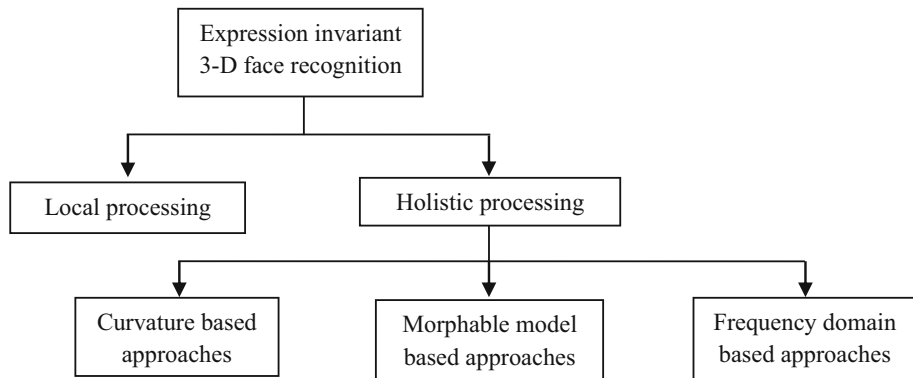 Expression invariant
3-D face recognition
Local processing
Holistic processing
Curvature based
approaches
Morphable model
based approaches
Frequency domain
based approaches